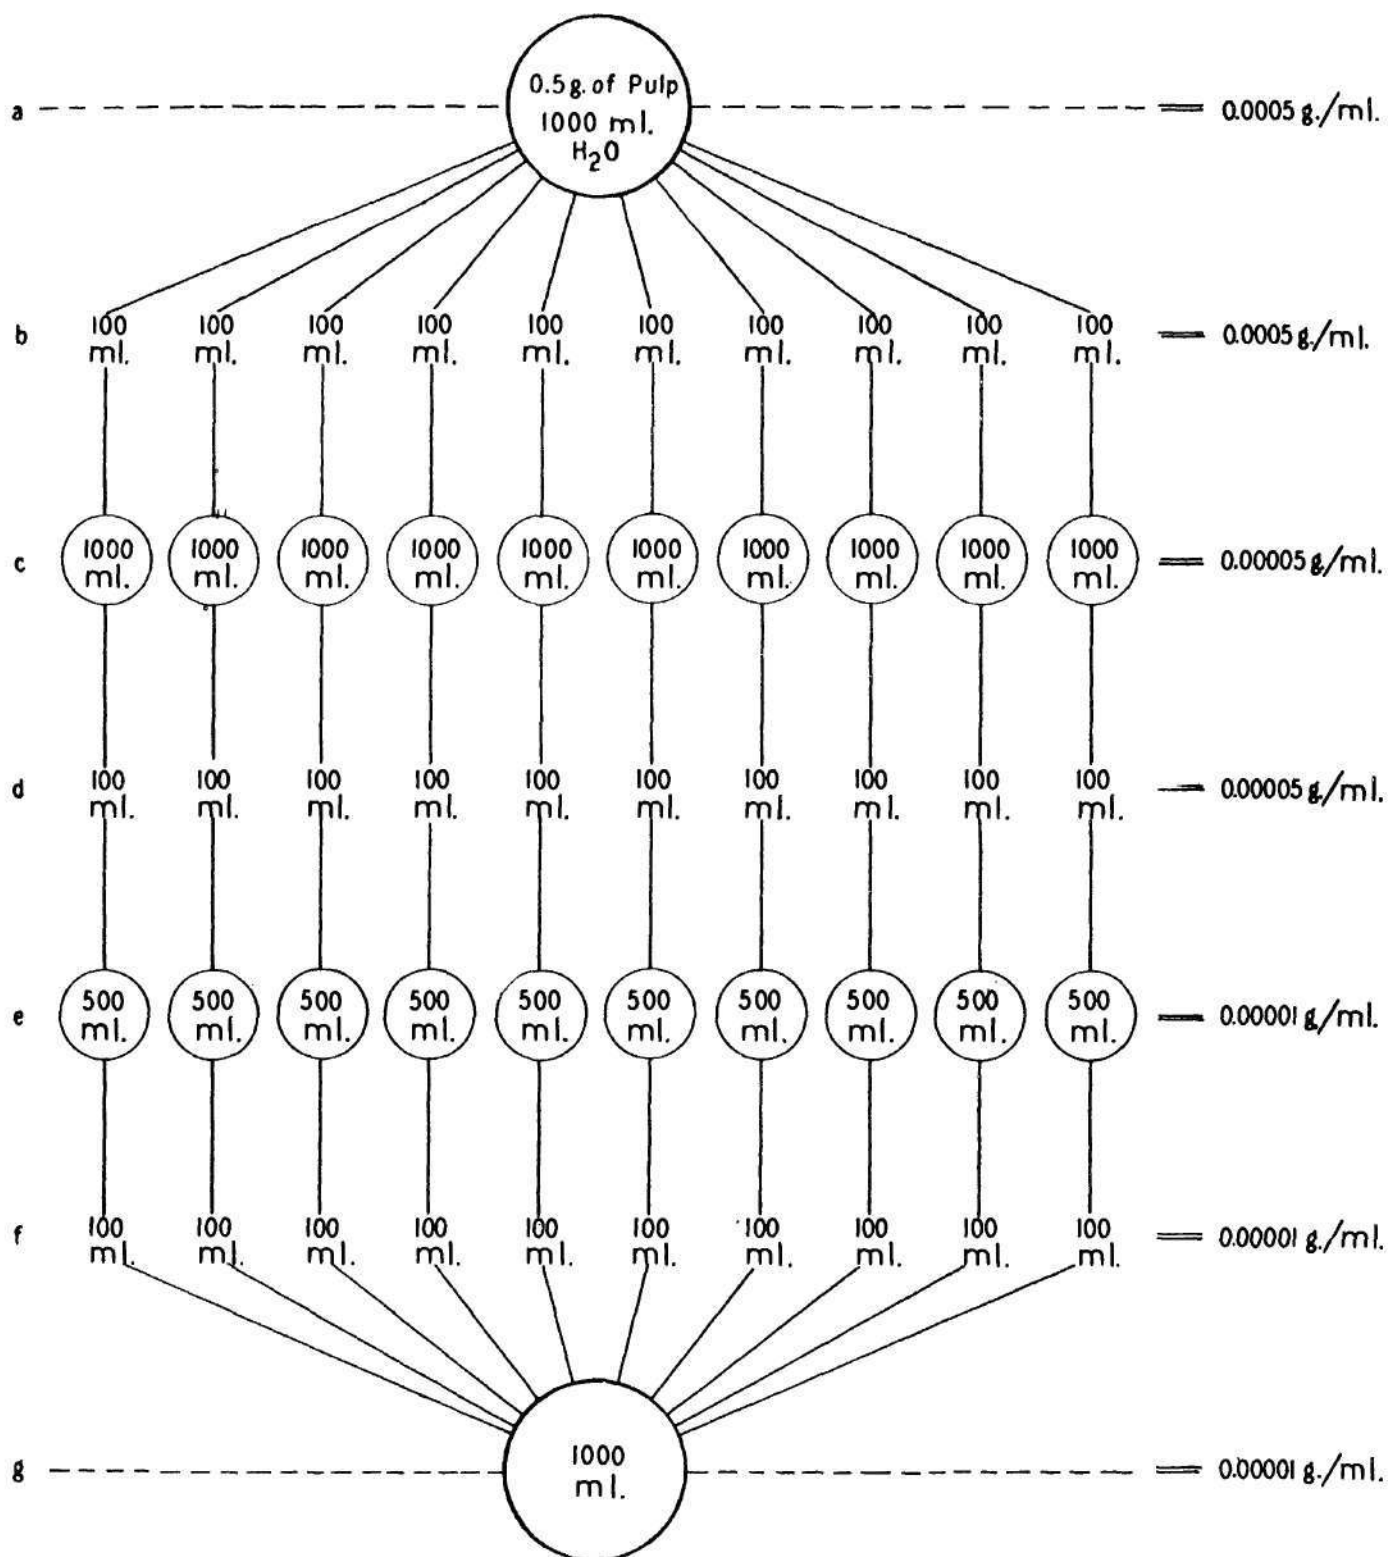 0.5g. of Pulp
a 1000 ml. 0.0005 g./ml.
H2O
100 100 100 100 100 100 100 100 100 100
b ml. ml. ml. ml. ml. ml. ml. ml. ml. ml. 0.0005 g./ml.
1000 1000 1000 1000 1000 1000 1000 1000 1000 1000
c ml. ml. ml. ml. ml. ml. ml. ml. ml. ml. 0.00005 g/ml.
100 100 100 100 100 100 100 100 100 100
d ml. ml. ml. ml. ml. ml. ml. ml. ml. ml. 0.00005 g./ml.
500 500 500 500 500 500 500 500 500 500
e ml. ml. ml. ml. ml. ml. ml. ml. ml. ml. 0.00001 g/ml.
100 100 100 100 100 100 100 100 100 100
f ml. ml. ml. ml. ml. ml. ml. ml. ml. ml. 0.00001 g./ml.
1000
g ml. 0.00001 g./ml.